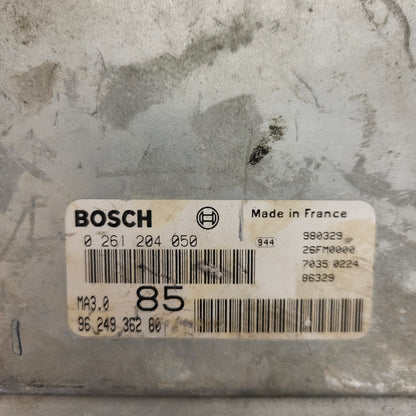 BOSCH Made in France
0 261 204 050 944 980329
26FM0000
7035 0224
86329
MA3.0 85
96 249 362 80